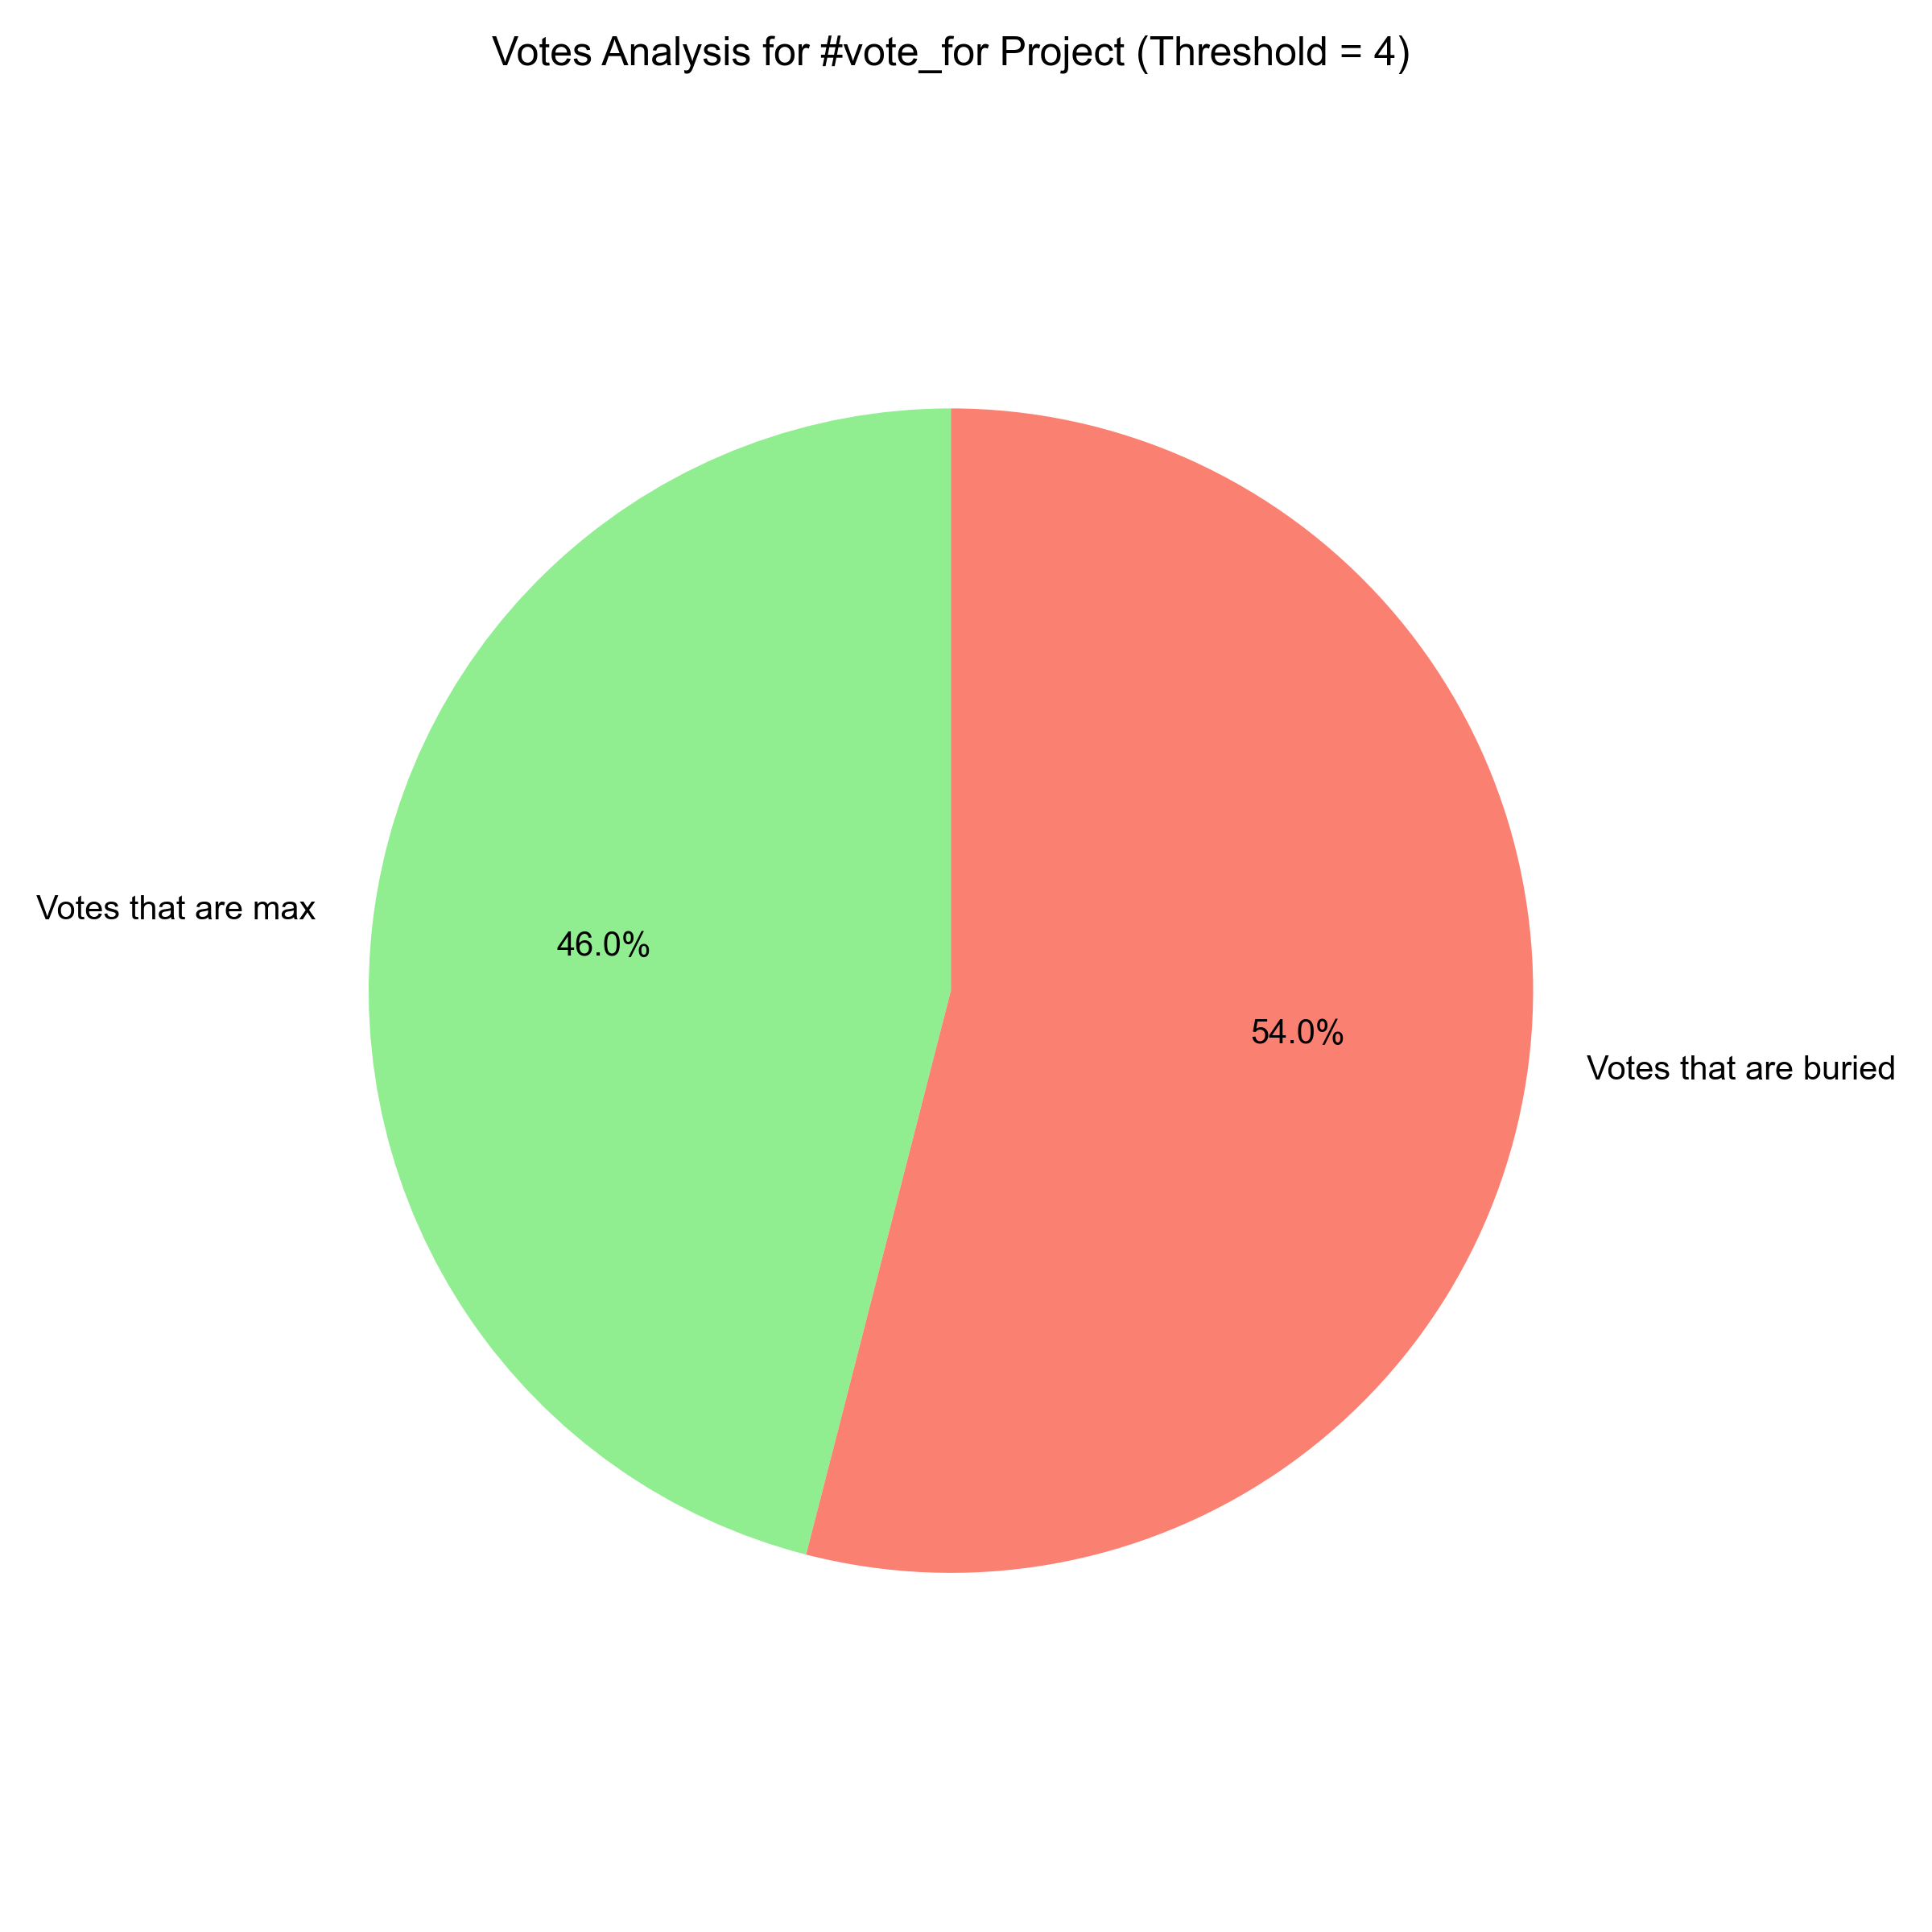 Votes Analysis for #vote_for Project (Threshold = 4)
Votes that are max
46.0%
54.0%
Votes that are buried